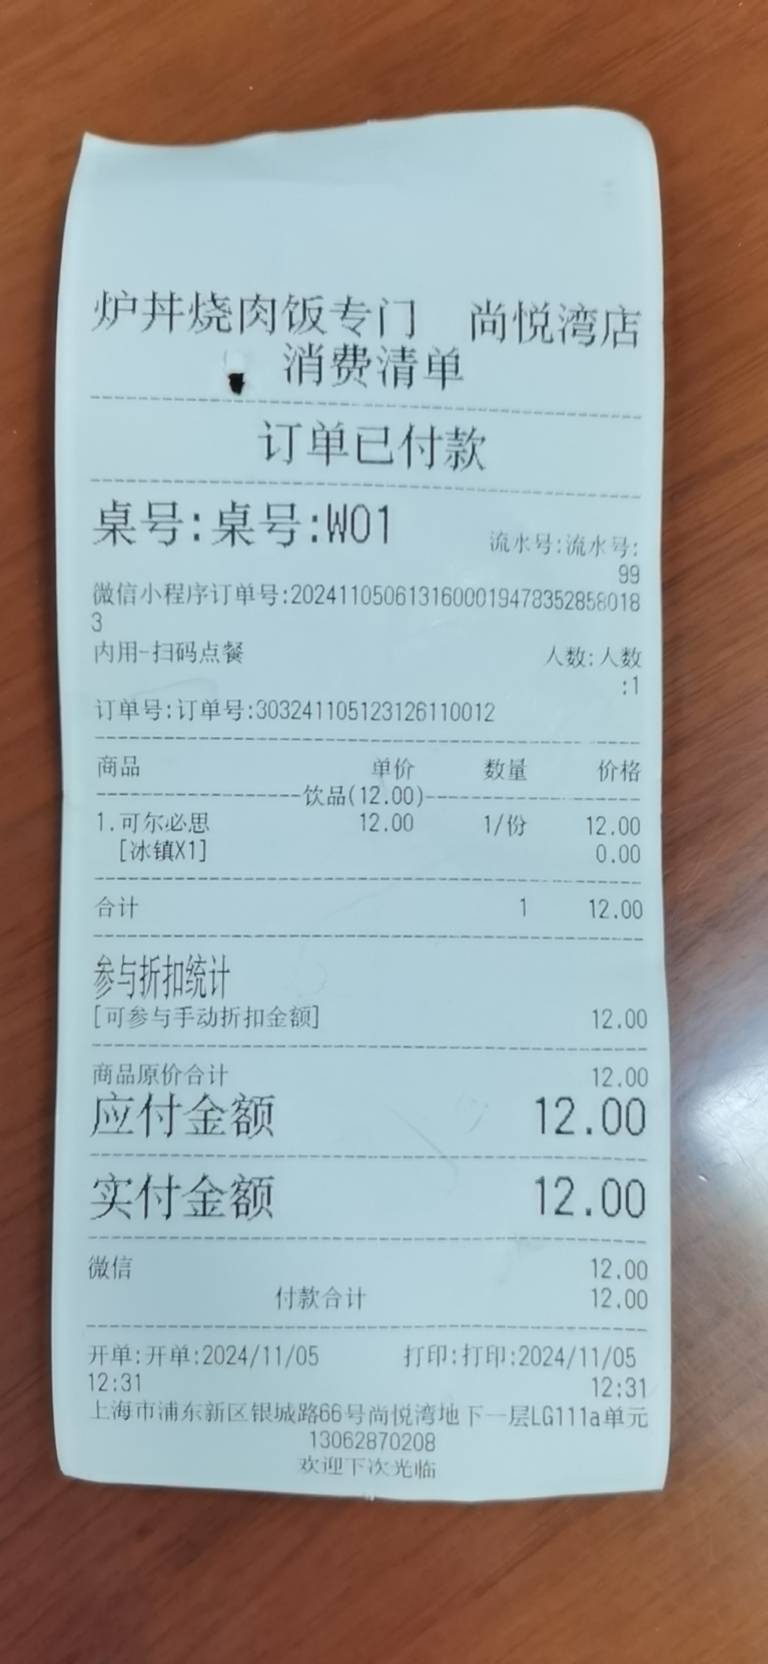 炉丼烧肉饭专门 尚悦湾店
消费清单
订单已付款
桌号:桌号:W01 流水号:流水号:
99
微信小程序订单号:2024110506131600019478352858018
3
内用-扫码点餐 人数:人数
:1
订单号:订单号:303241105123126110012
商品 单价 数量 价格
饮品(12.00)
1.可尔必思 12.00 1/份 12.00
[冰镇X1] 0.00
合计 1 12.00
参与折扣统计
[可参与手动折扣金额] 12.00
商品原价合计 12.00
应付金额 12.00
实付金额 12.00
微信 12.00
付款合计 12.00
开单:开单:2024/11/05 打印:打印:2024/11/05
12:31 12:31
上海市浦东新区银城路66号尚悦湾地下一层LG111a单元
13062870208
欢迎下次光临